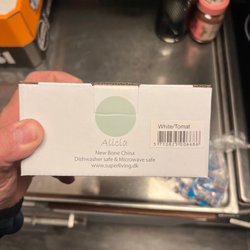 Alicia
New Bone China
Dishwasher safe & Microwave safe
www.superliving.dk
White/Tomat